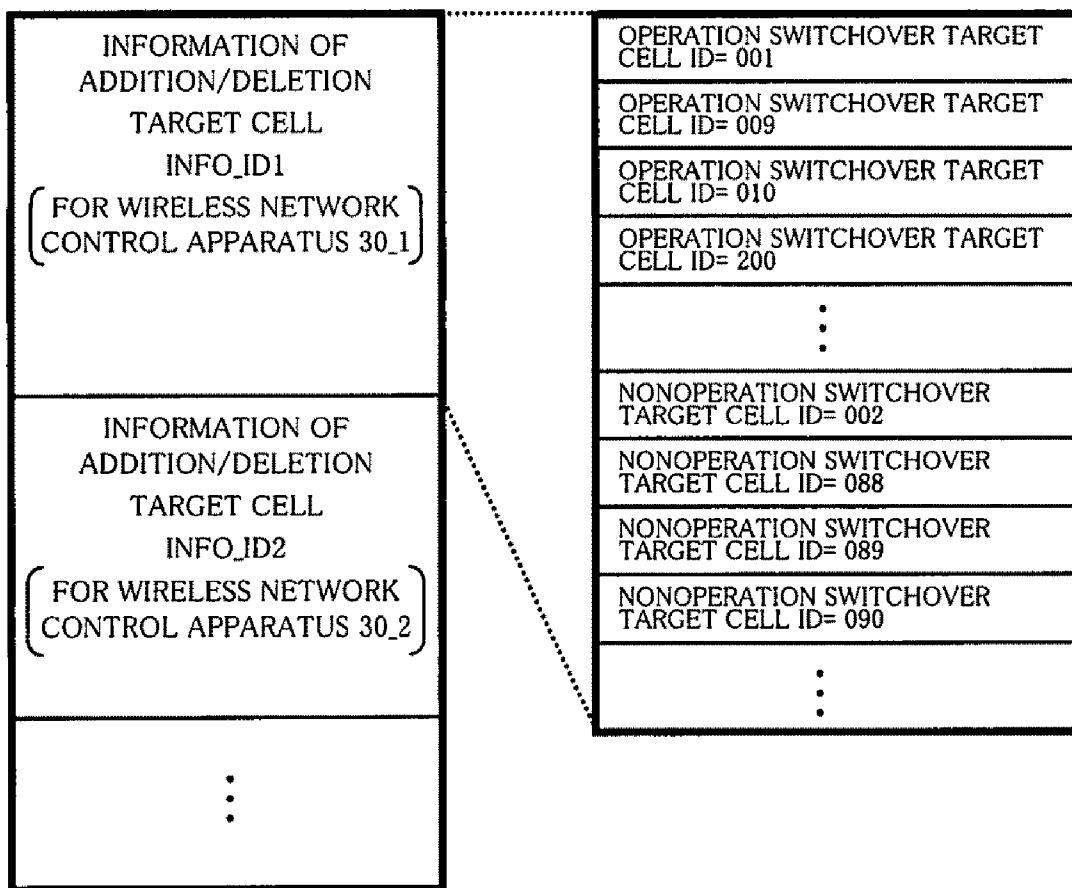 INFORMATION OF
ADDITION/DELETION
TARGET CELL
INFO_ID1
FOR WIRELESS NETWORK
CONTROL APPARATUS 30_1
INFORMATION OF
ADDITION/DELETION
TARGET CELL
INFO_ID2
FOR WIRELESS NETWORK
CONTROL APPARATUS 30_2
OPERATION SWITCHOVER TARGET
CELL ID= 001
OPERATION SWITCHOVER TARGET
CELL ID= 009
OPERATION SWITCHOVER TARGET
CELL ID= 010
OPERATION SWITCHOVER TARGET
CELL ID= 200
NONOPERATION SWITCHOVER
TARGET CELL ID= 002
NONOPERATION SWITCHOVER
TARGET CELL ID= 088
NONOPERATION SWITCHOVER
TARGET CELL ID= 089
NONOPERATION SWITCHOVER
TARGET CELL ID= 090